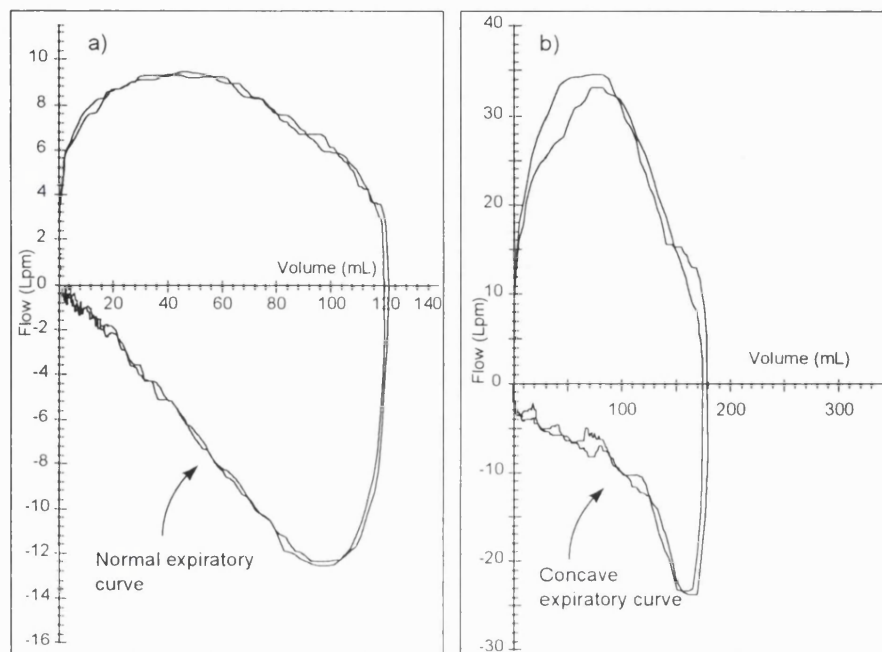 a)
10
8
6
4
2
0
-2
-4
-6
-8
-10
-12
-14
-16
Flow (Lpm)
Volume (mL)
20 40 60 80 100 120 140
Normal expiratory
curve
b)
40
30
20
10
0
-10
-20
-30
Flow (Lpm)
Volume (mL)
100 200 300
Concave
expiratory curve